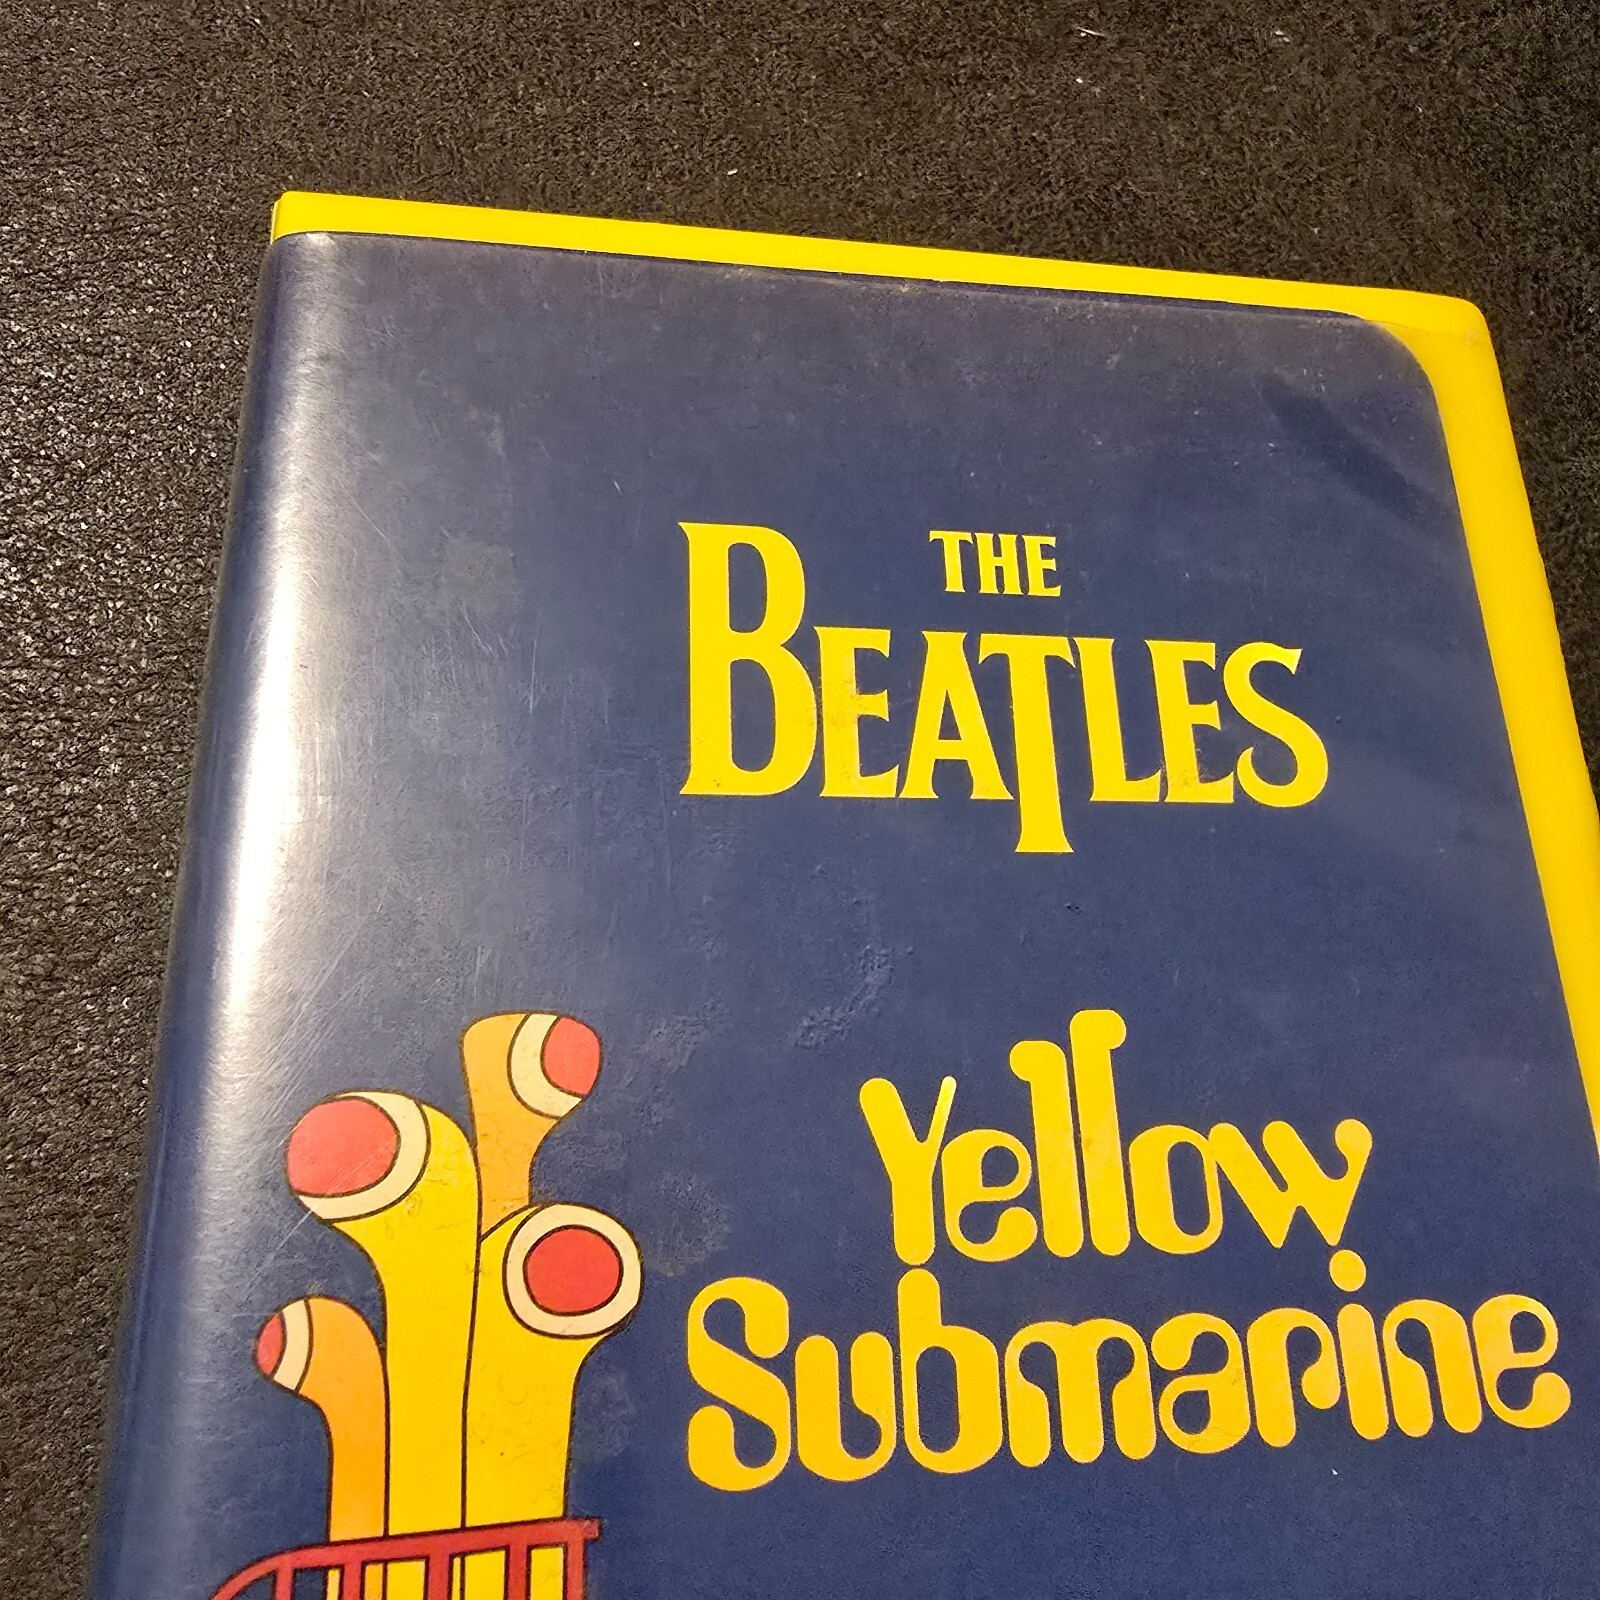 THE
BEATLES
Yellow
Submarine